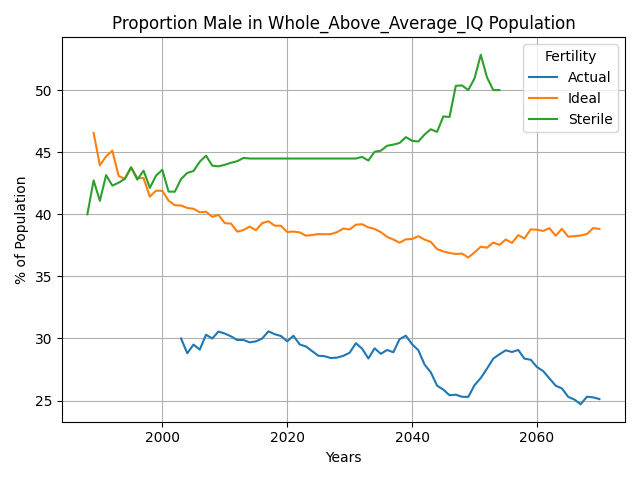 Proportion Male in Whole_Above_Average_IQ Population
Fertility
Actual
Ideal
Sterile
% of Population
50
45
40
35
30
25
2000
2020
2040
2060
Years